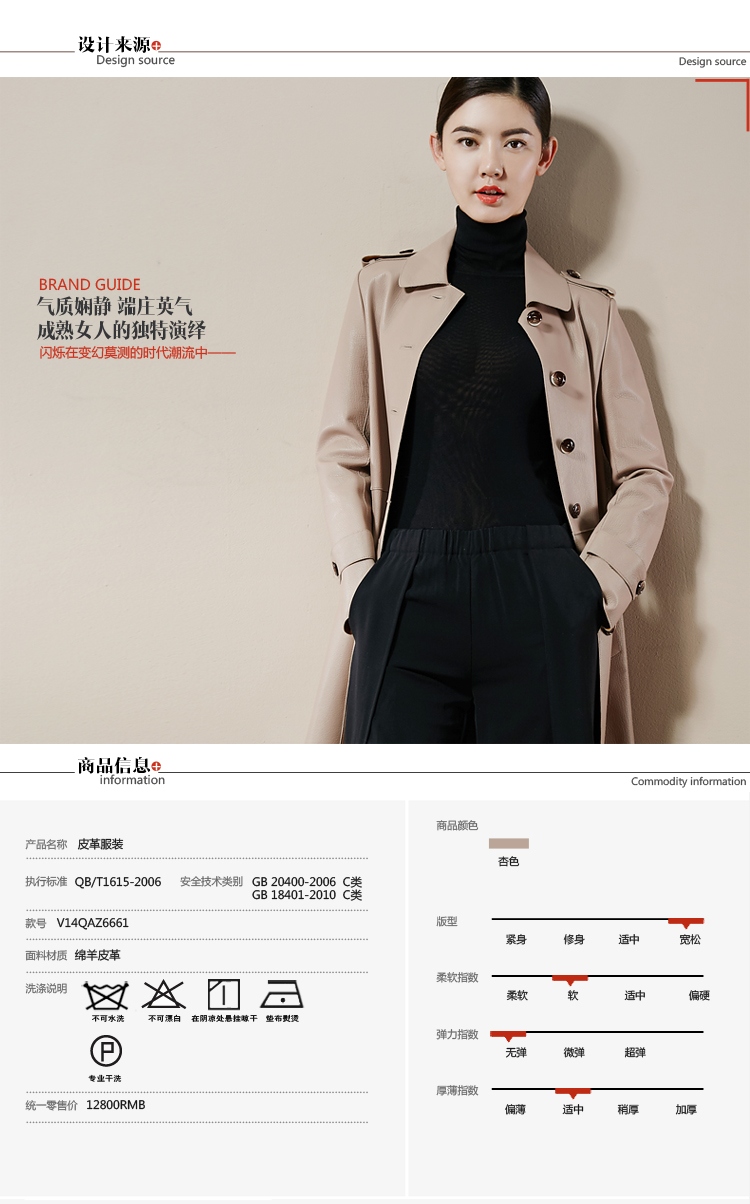 设计来源
Design source
Design source
BRAND GUIDE
气质娴静 端庄英气
成熟女人的独特演绎
闪烁在变幻莫测的时代潮流中——
商品信息
information
Commodity information
产品名称 皮革服装
执行标准 QB/T1615-2006 安全技术类别 GB 20400-2006 C类
GB 18401-2010 C类
款号 V14QAZ6661
面料材质 绵羊皮革
洗涤说明
不可水洗 不可漂白 在阴凉处悬挂晾干 垫布熨烫
P
专业干洗
统一零售价 12800RMB
商品颜色
杏色
版型
紧身 修身 适中 宽松
柔软指数
柔软 软 适中 偏硬
弹力指数
无弹 微弹 超弹
厚薄指数
偏薄 适中 稍厚 加厚